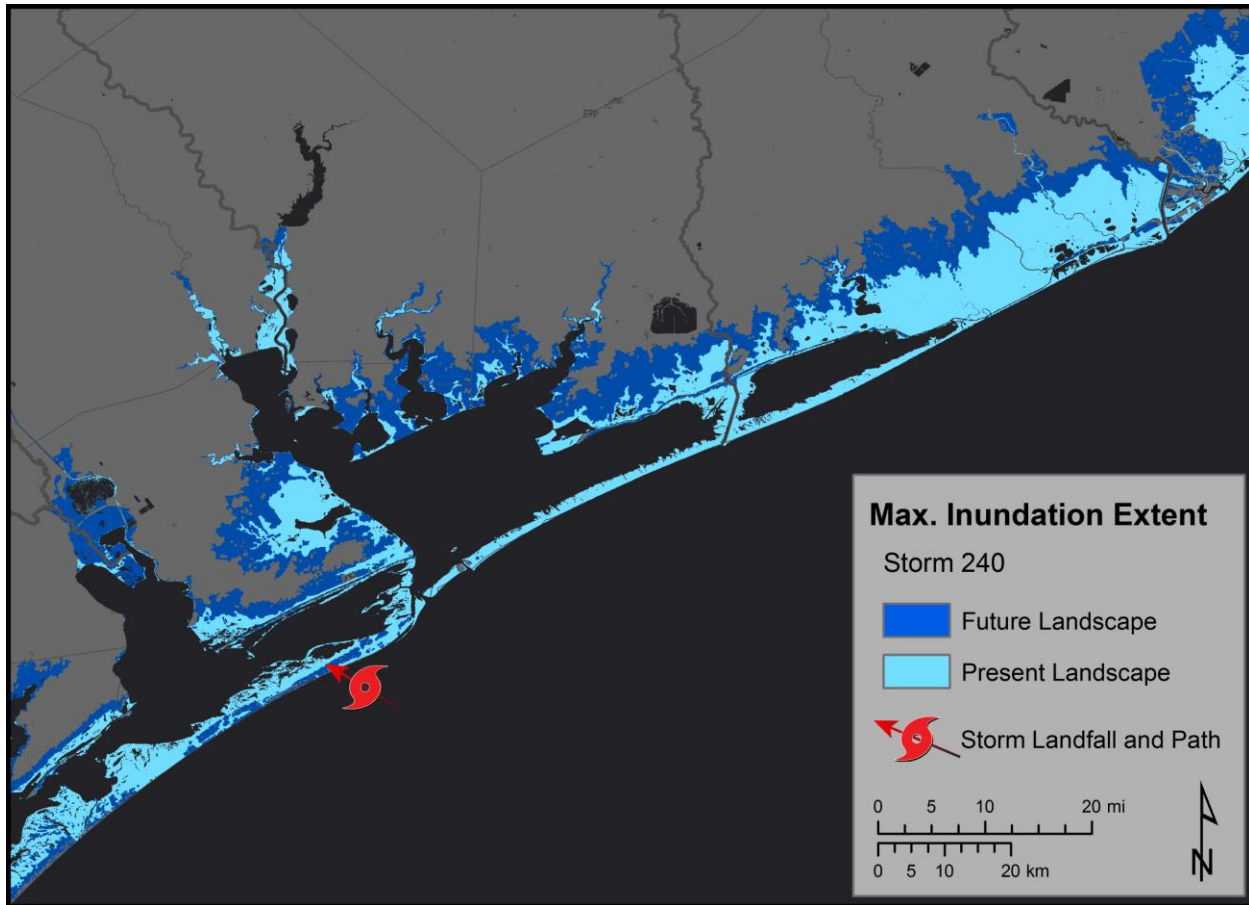 Max. Inundation Extent
Storm 240
Future Landscape
Present Landscape
Storm Landfall and Path
0 5 10 20 mi
0 5 10 20 km
N